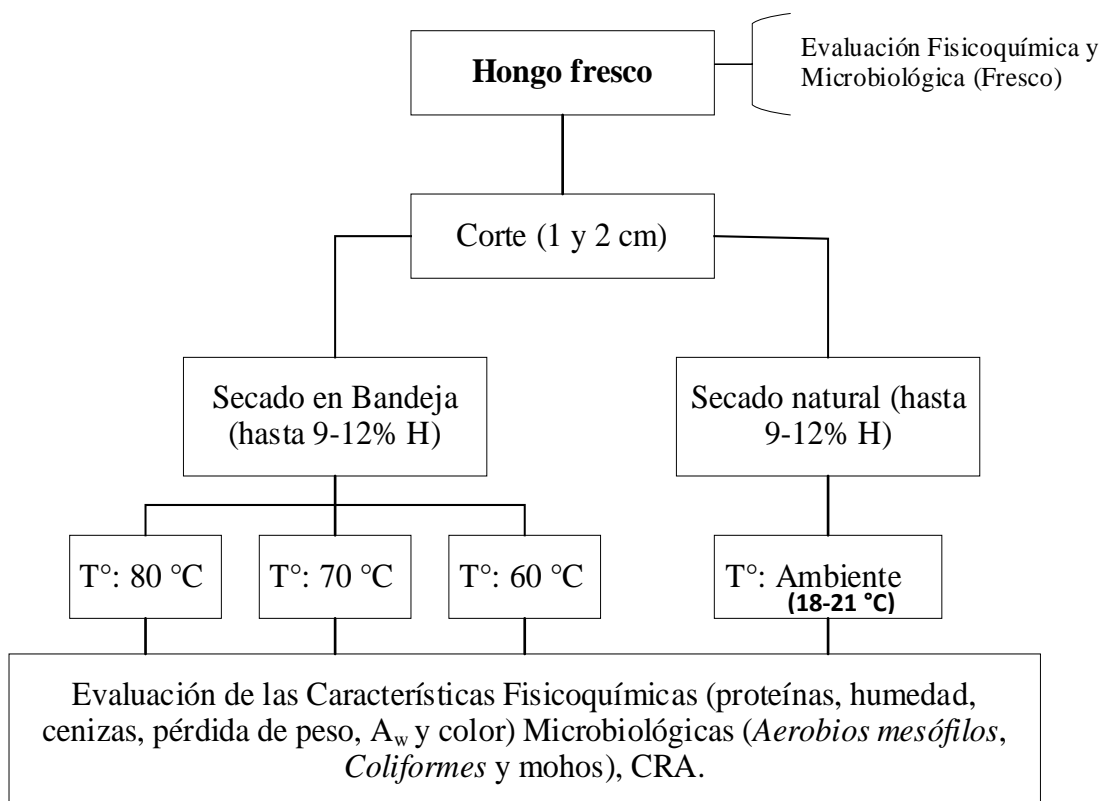 Hongo fresco
Evaluación Fisicoquímica y
Microbiológica (Fresco)
Corte (1 y 2 cm)
Secado en Bandeja
(hasta 9-12% H)
Secado natural (hasta
9-12% H)
T°: 80 °C
T°: 70 °C
T°: 60 °C
T°: Ambiente
(18-21 °C)
Evaluación de las Características Fisicoquímicas (proteínas, humedad,
cenizas, pérdida de peso, Aw y color) Microbiológicas (Aerobios mesófilos,
Coliformes y mohos), CRA.